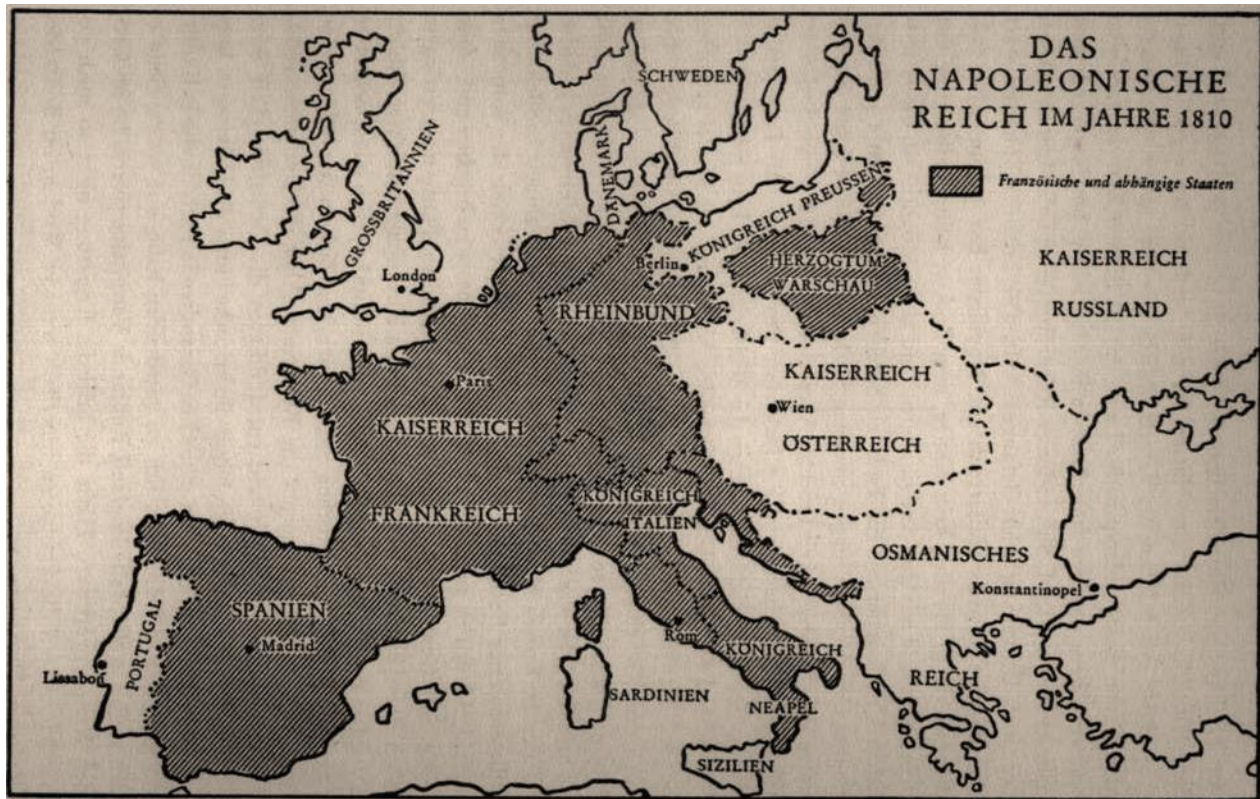 DAS
NAPOLEONISCHE
REICH IM JAHRE 1810
Französische und abhängige Staaten
SCHWEDEN
DÄNEMARK
GROSSBRITANNIEN
London
KÖNIGREICH PREUSSEN
Berlin
HERZOGTUM
WARSCHAU
KAISERREICH
RUSSLAND
RHEINBUND
Paris
KAISERREICH
FRANKREICH
KAISERREICH
Wien
ÖSTERREICH
KÖNIGREICH
ITALIEN
OSMANISCHES
REICH
Konstantinopel
SPANIEN
Madrid
PORTUGAL
Lissabon
Rom
KÖNIGREICH
NEAPEL
SARDINIEN
SIZILIEN